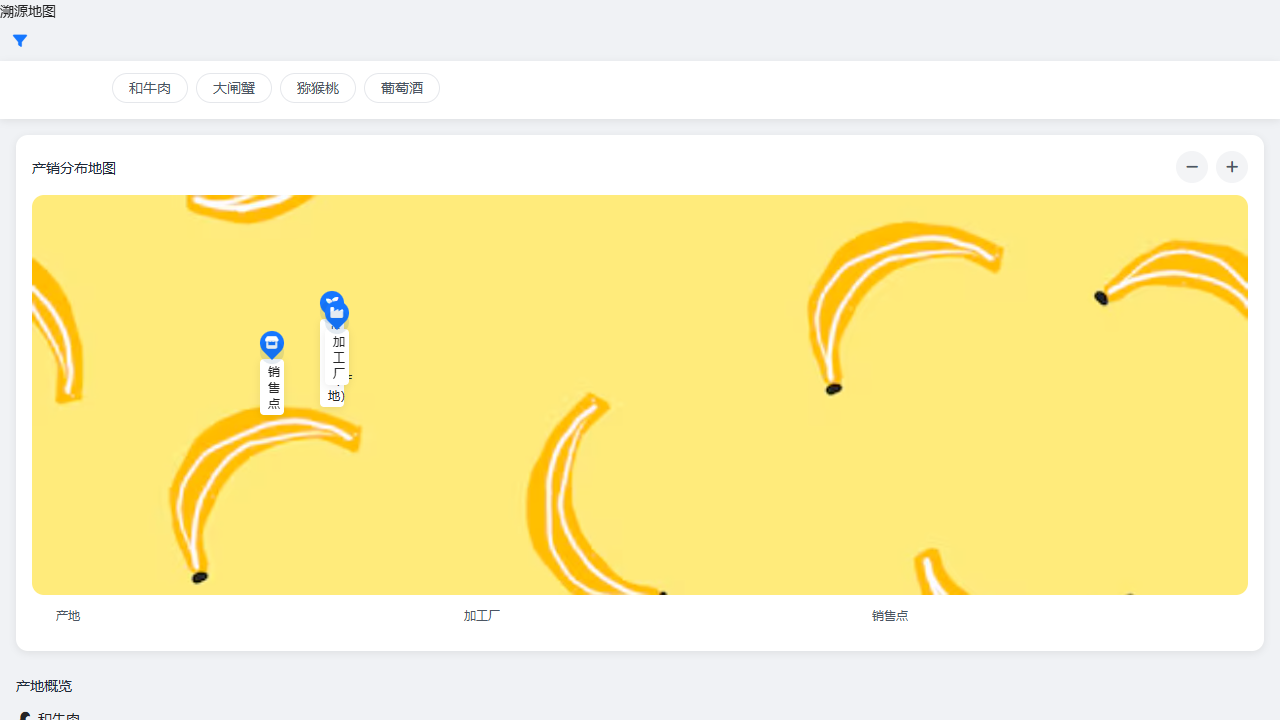 溯源地图
和牛肉
大闸蟹
猕猴桃
葡萄酒
产销分布地图
加工厂
地)
销售点
产地
加工厂
销售点
产地概览
和牛肉